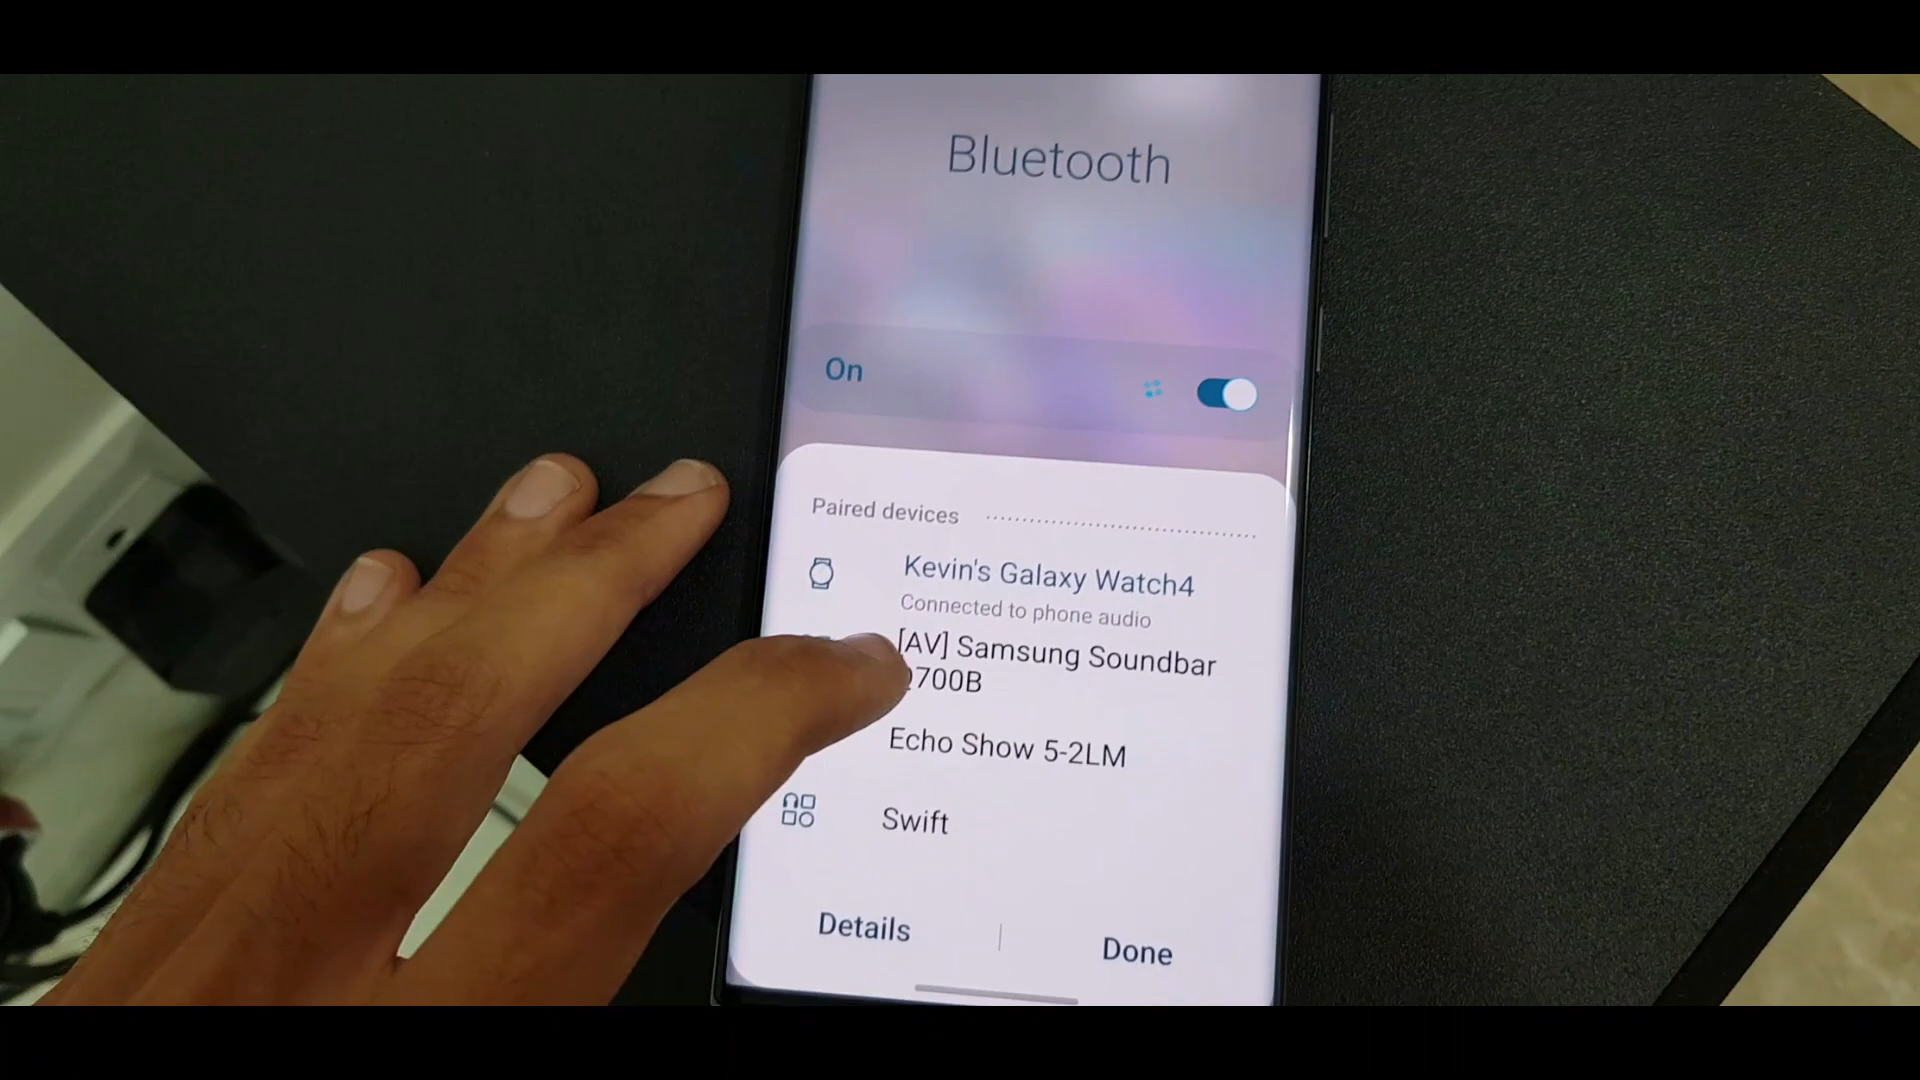 Bluetooth
On
Paired devices
Kevin's Galaxy Watch4
Connected to phone audio
[AV] Samsung Soundbar
700B
Echo Show 5-2LM
Swift
Details
Done